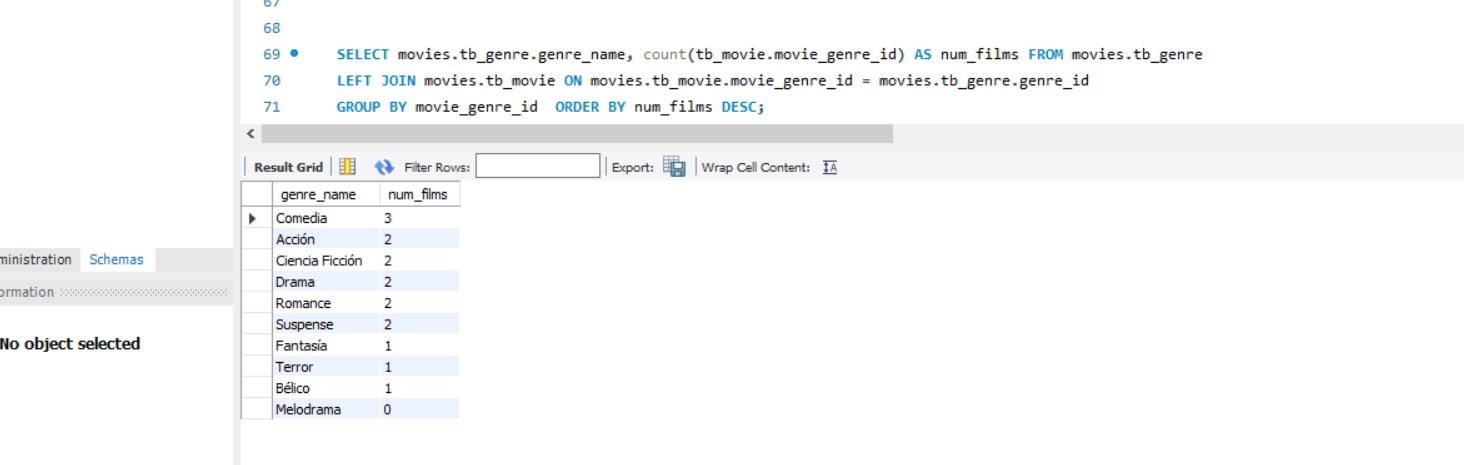 67
68
69 SELECT movies.tb_genre.genre_name, count(tb_movie.movie_genre_id) AS num_films FROM movies.tb_genre
70 LEFT JOIN movies.tb_movie ON movies.tb_movie.movie_genre_id = movies.tb_genre.genre_id
71 GROUP BY movie_genre_id  ORDER BY num_films DESC;
Result Grid Filter Rows: Export: Wrap Cell Content:
genre_name num_films
Comedia 3
Acción 2
Ciencia Ficción 2
Drama 2
Romance 2
Suspense 2
Fantasía 1
Terror 1
Bélico 1
Melodrama 0
ministration Schemas
ormation
No object selected